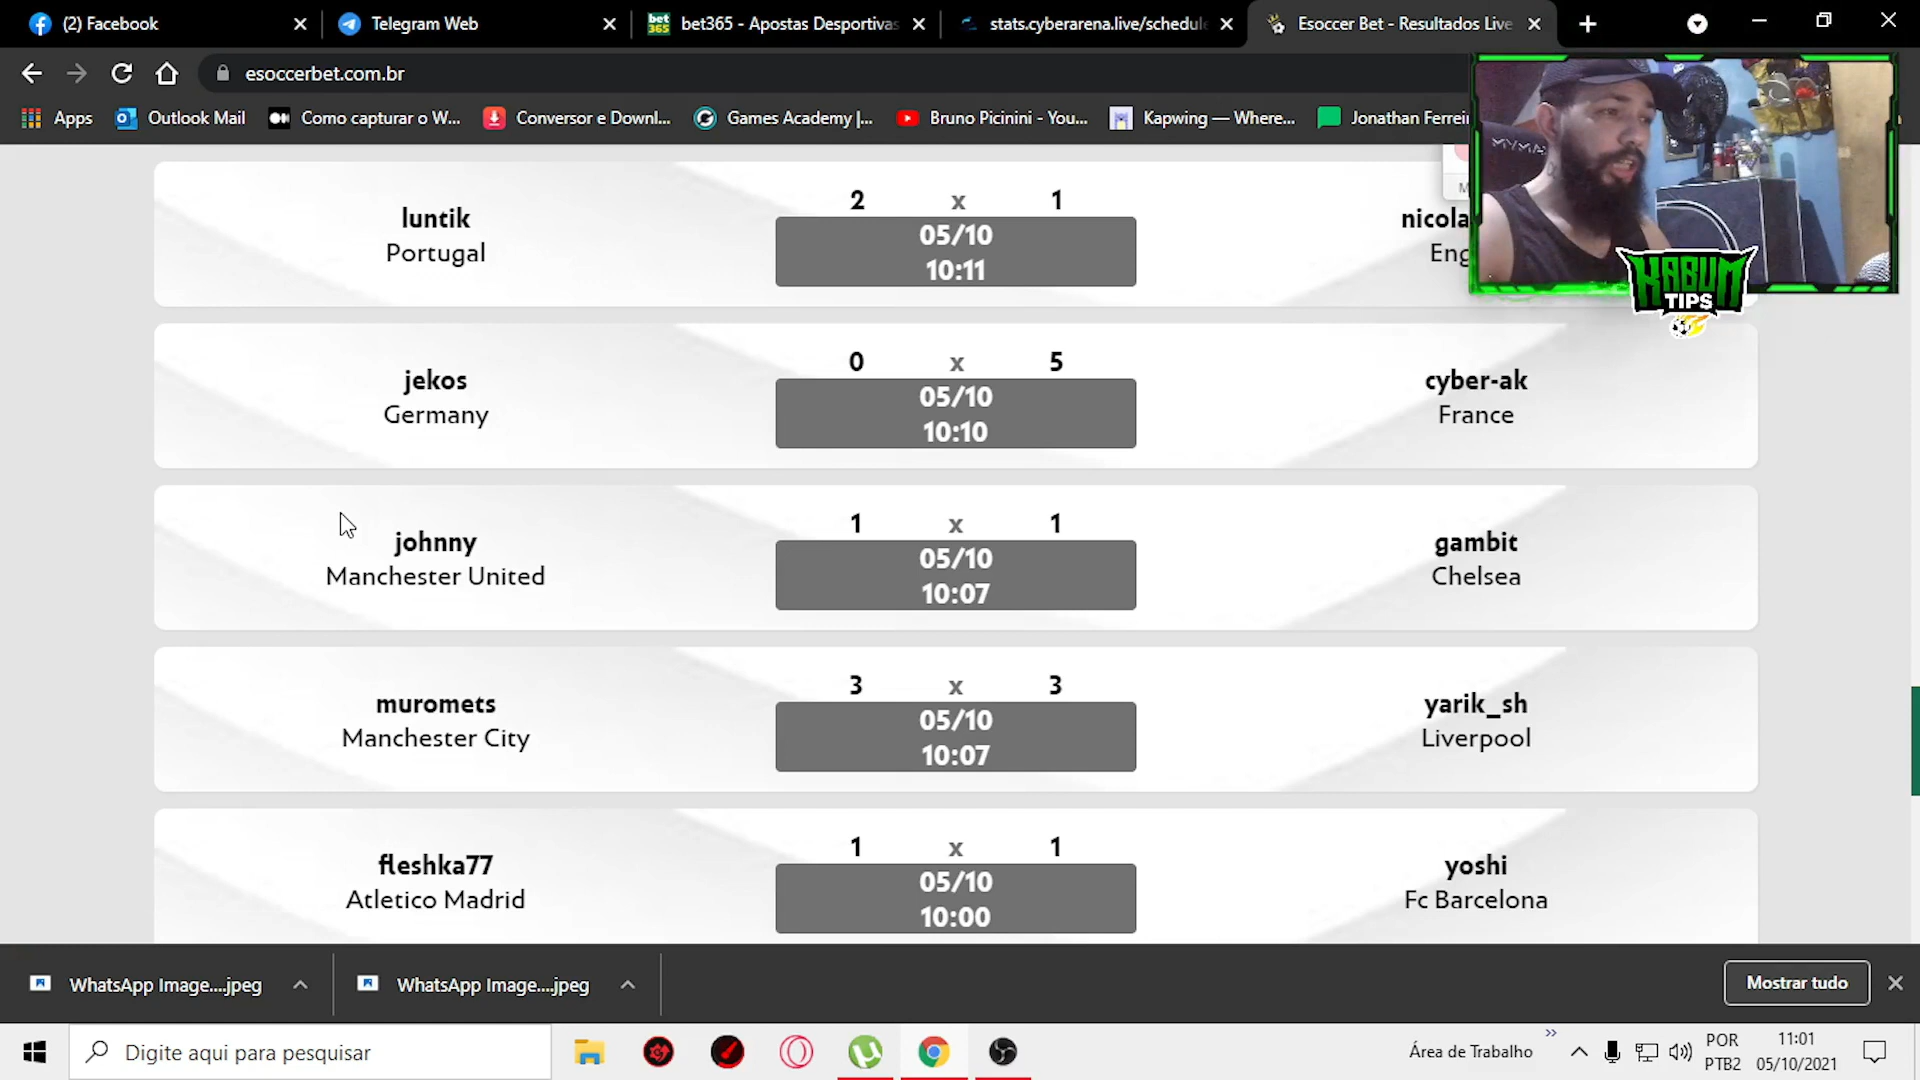 (2) Facebook
Telegram Web
bet365 - Apostas Desportivas
stats.cyberarena.live/schedul
Esoccer Bet - Resultados Live
esoccerbet.com.br
Apps
Outlook Mail
Como capturar o W...
Conversor e Downl...
Games Academy |...
Bruno Picinini - You...
Kapwing — Where...
Jonathan Ferrei
KABUM
TIPS
luntik
Portugal
2 x 1
05/10
10:11
nicola
Eng
jekos
Germany
0 x 5
05/10
10:10
cyber-ak
France
johnny
Manchester United
1 x 1
05/10
10:07
gambit
Chelsea
muromets
Manchester City
3 x 3
05/10
10:07
yarik_sh
Liverpool
fleshka77
Atletico Madrid
1 x 1
05/10
10:00
yoshi
Fc Barcelona
WhatsApp Image....jpeg
WhatsApp Image....jpeg
Mostrar tudo
Digite aqui para pesquisar
Área de Trabalho
POR
PTB2
11:01
05/10/2021